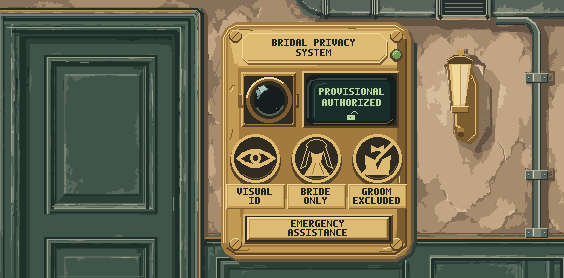 BRIDAL PRIVACY
SYSTEM
PROVISIONAL
AUTHORIZED
VISUAL
ID
BRIDE
ONLY
GROOM
EXCLUDED
EMERGENCY
ASSISTANCE